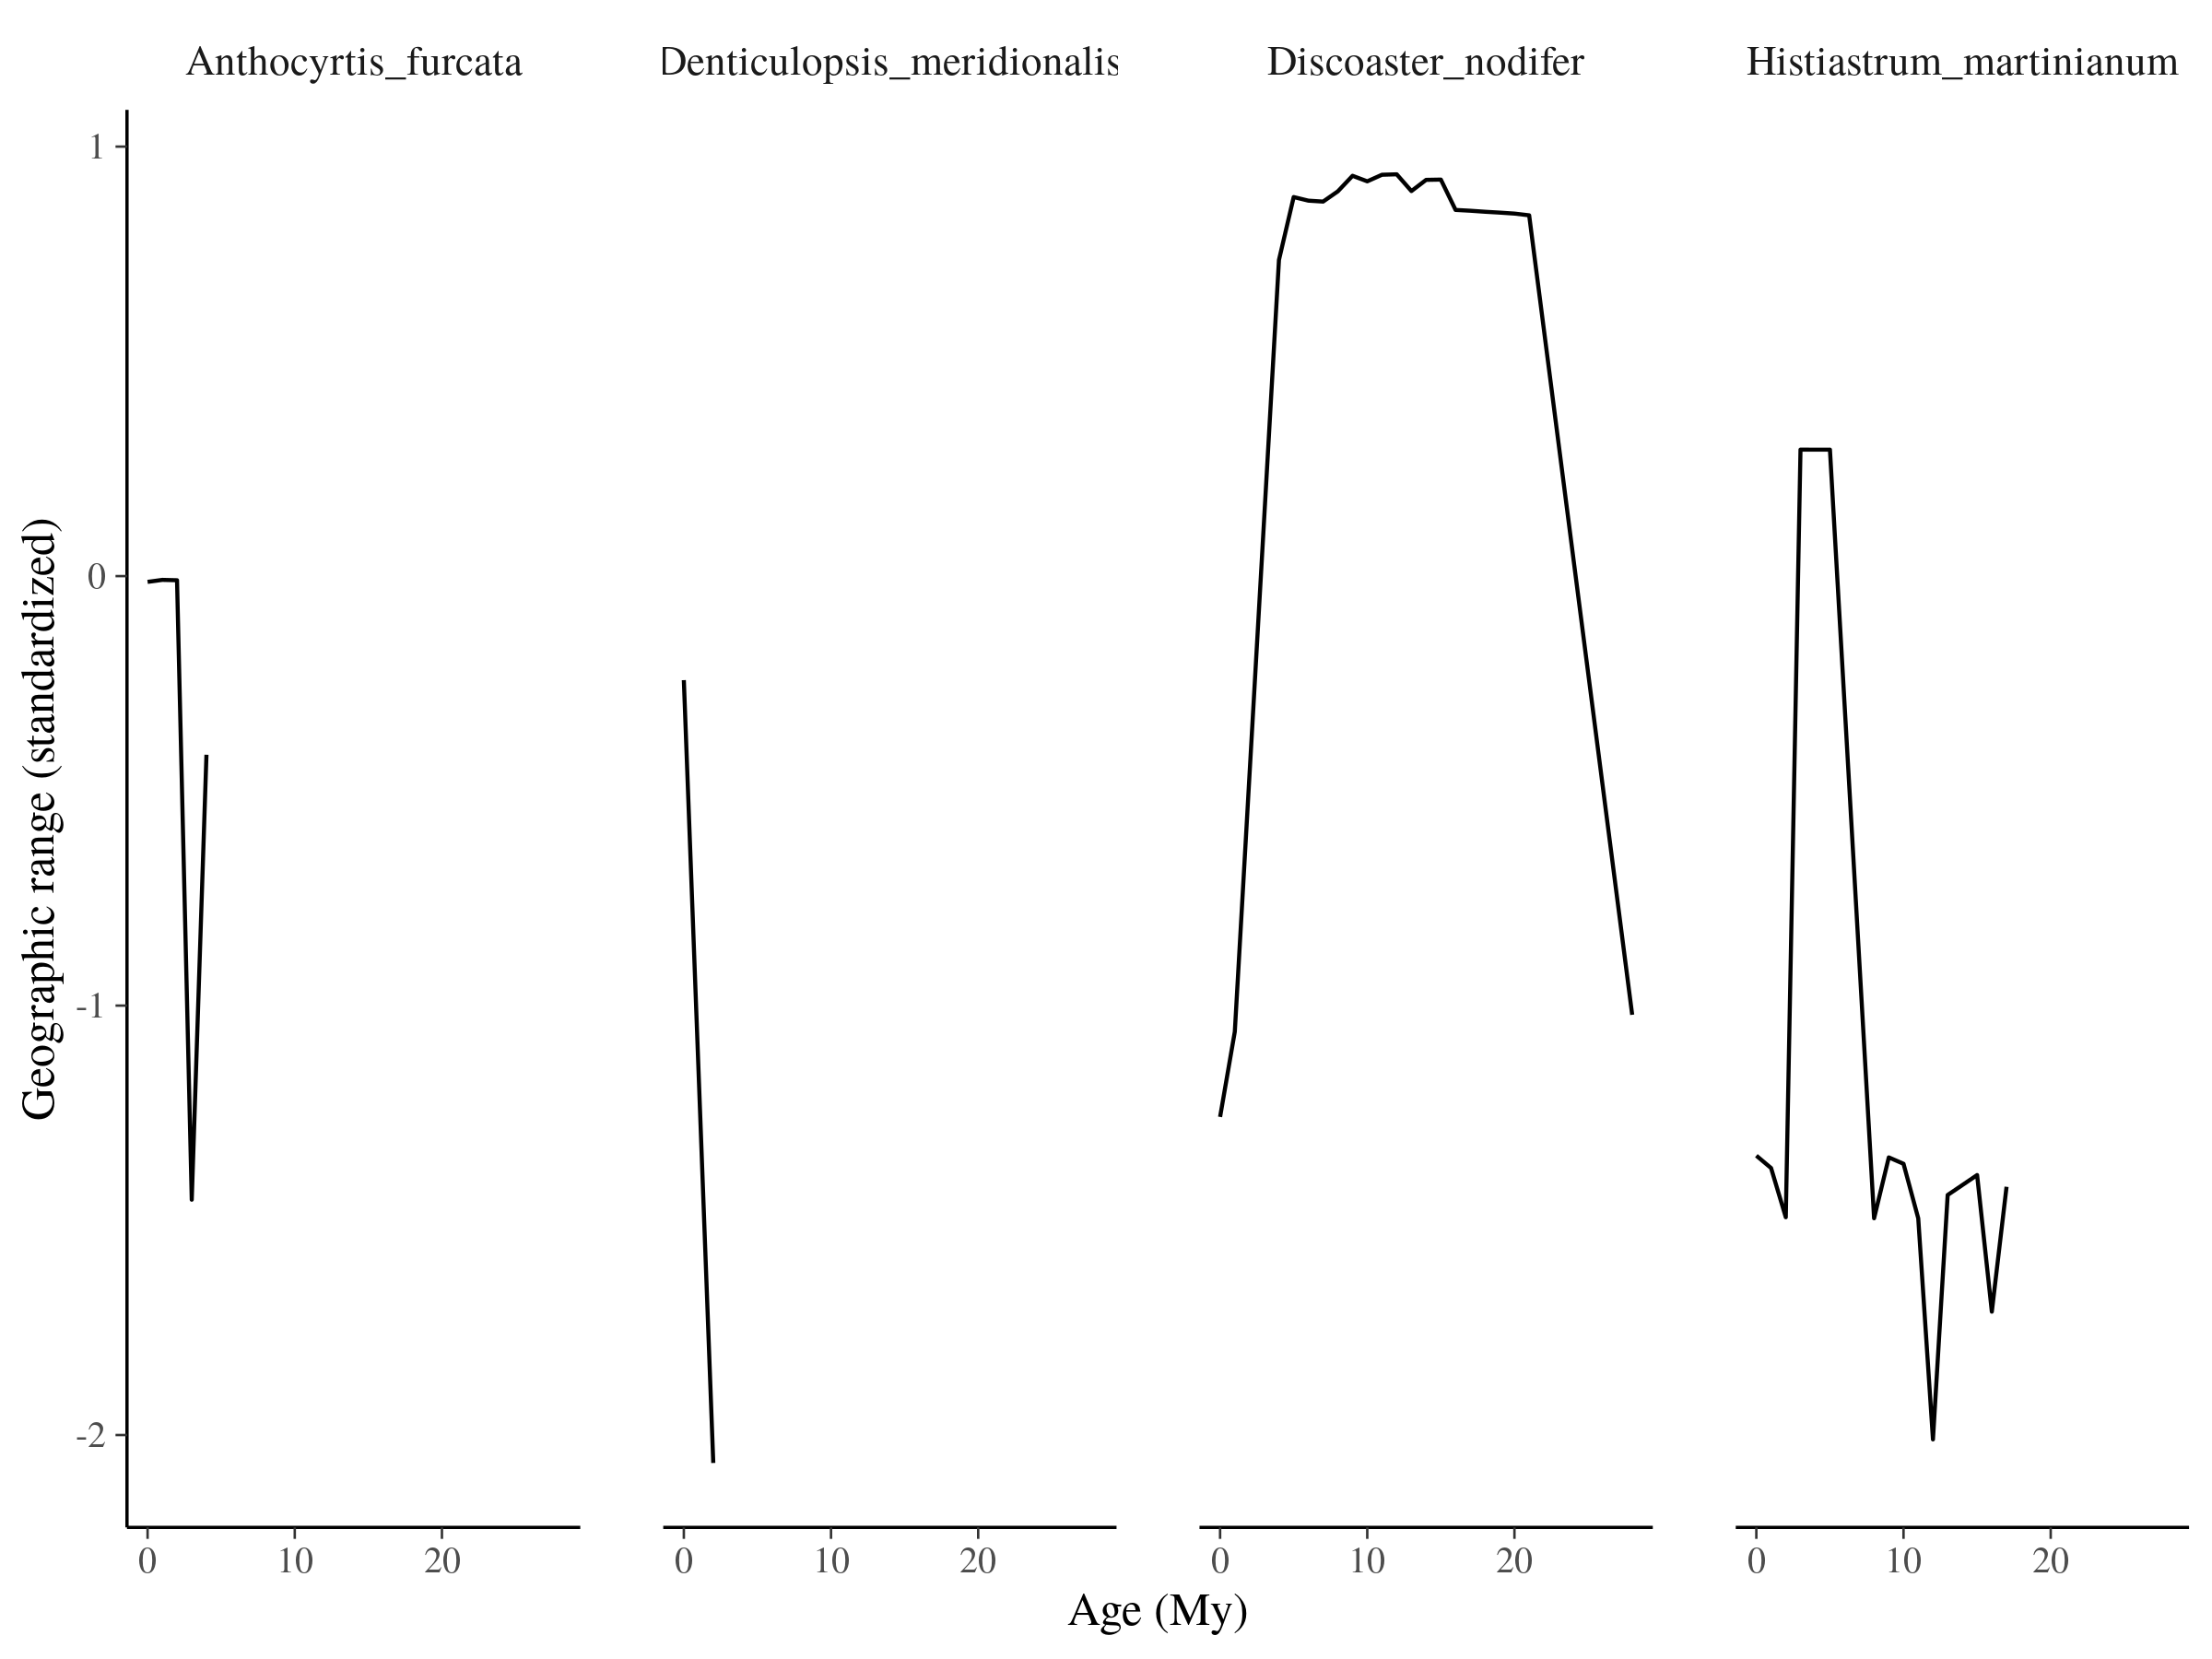 Anthocyrtis_furcata Denticulopsis_meridionalis Discoaster_nodifer Histiastrum_martinianum
1
0
-1
-2
Geographic range (standardized)
0 10 20 0 10 20 0 10 20 0 10 20
Age (My)